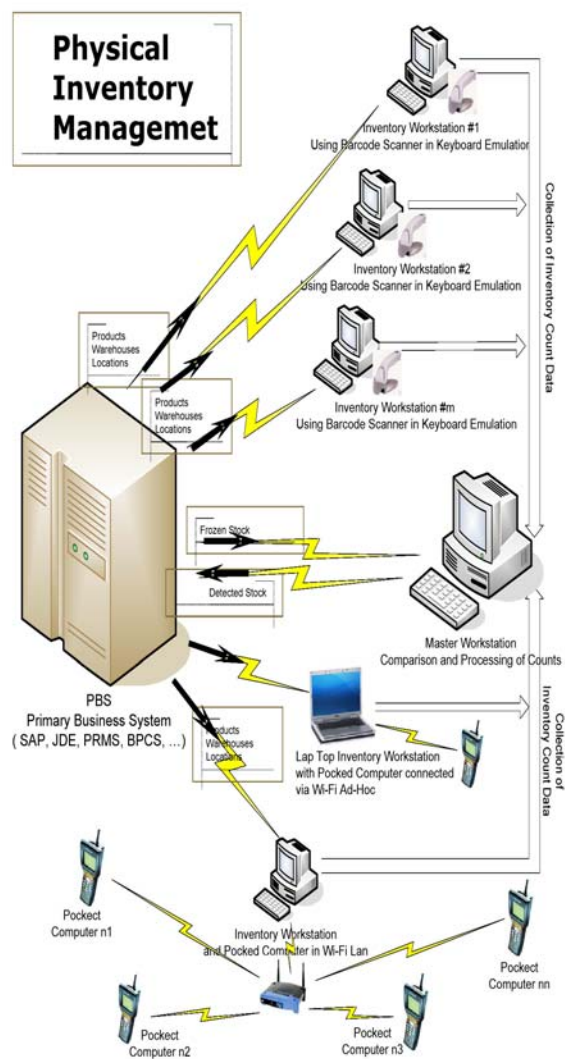 Physical
Inventory
Managemet
Inventory Workstation #1
Using Barcode Scanner in Keyboard Emulation
Inventory Workstation #2
Using Barcode Scanner in Keyboard Emulation
Products
Warehouses
Locations
Products
Warehouses
Locations
Inventory Workstation #m
Using Barcode Scanner in Keyboard Emulation
Collection of Inventory Count Data
Frozen Stock
Detected Stock
Master Workstation
Comparison and Processing of Counts
PBS
Primary Business System
( SAP, JDE, PRMS, BPCS, ...)
Products
Warehouses
Locations
Lap Top Inventory Workstation
with Pocked Computer connected
via Wi-Fi Ad-Hoc
Collection of
Inventory Count Data
Pockect
Computer n1
Inventory Workstation
and Pocked Computer in Wi-Fi Lan
Pockect
Computer nn
Pockect
Computer n2
Pockect
Computer n3